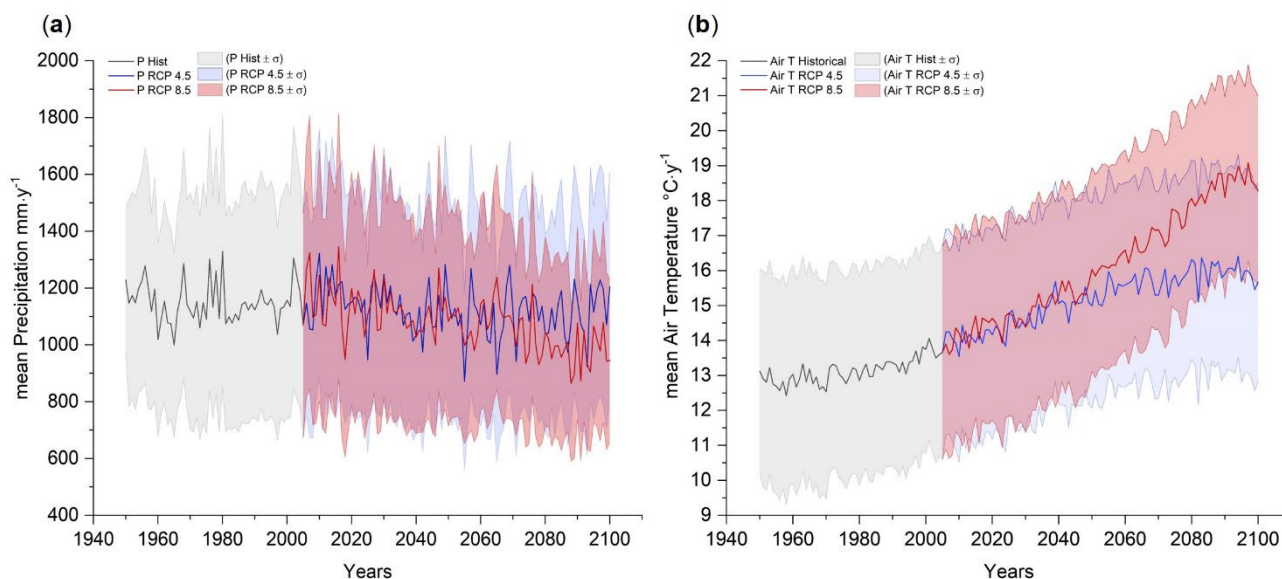 (a)
mean Precipitation mm·y⁻¹
2000
1800
1600
1400
1200
1000
800
600
400
P Hist (P Hist ± σ)
P RCP 4.5 (P RCP 4.5 ± σ)
P RCP 8.5 (P RCP 8.5 ± σ)
1940 1960 1980 2000 2020 2040 2060 2080 2100
Years
(b)
mean Air Temperature °C·y⁻¹
22
21
20
19
18
17
16
15
14
13
12
11
10
9
Air T Historical (Air T Hist ± σ)
Air T RCP 4.5 (Air T RCP 4.5 ± σ)
Air T RCP 8.5 (Air T RCP 8.5 ± σ)
1940 1960 1980 2000 2020 2040 2060 2080 2100
Years